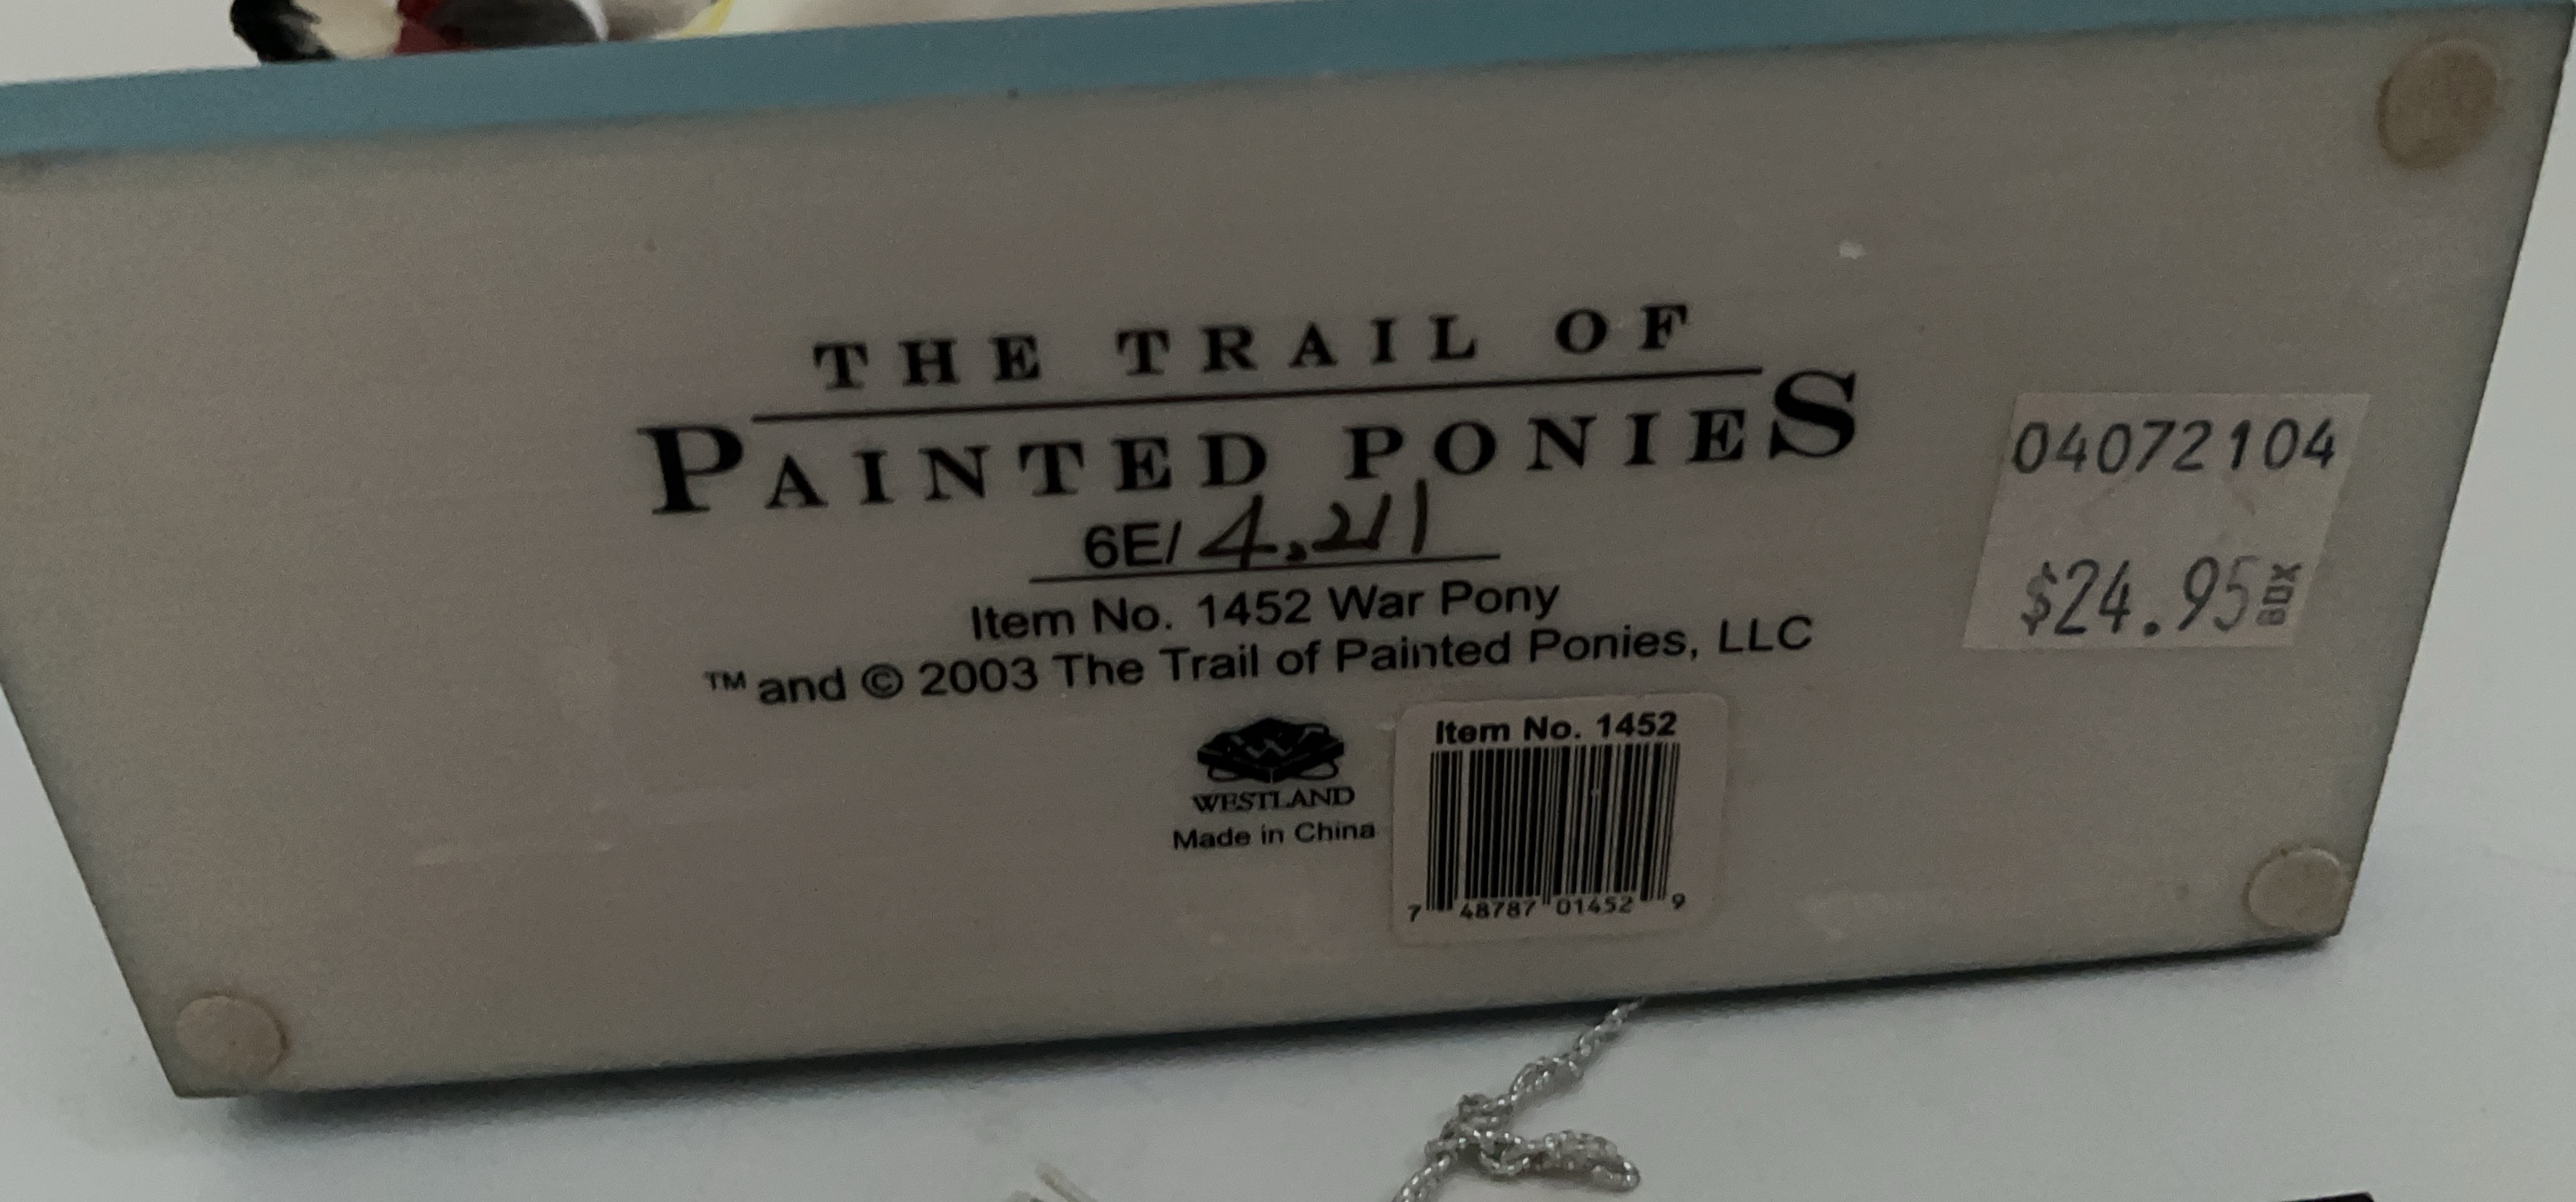 THE TRAIL OF
PAINTED PONIES
6E/ 4,211
Item No. 1452 War Pony
™ and © 2003 The Trail of Painted Ponies, LLC
04072104
$24.95 BOX
WESTLAND
Made in China
Item No. 1452
7 48787 01452 9